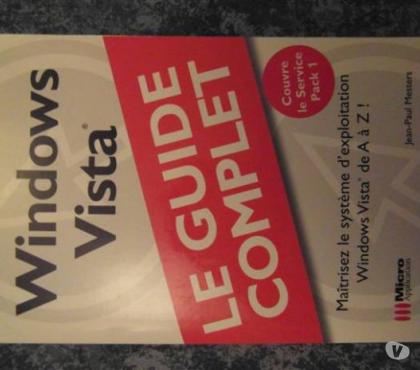 Windows
Vista®
LE GUIDE
COMPLET
Couvre
le Service
Pack 1
Maîtrisez le système d'exploitation
Windows Vista® de A à Z !
Jean-Paul Mesters
Micro
Application